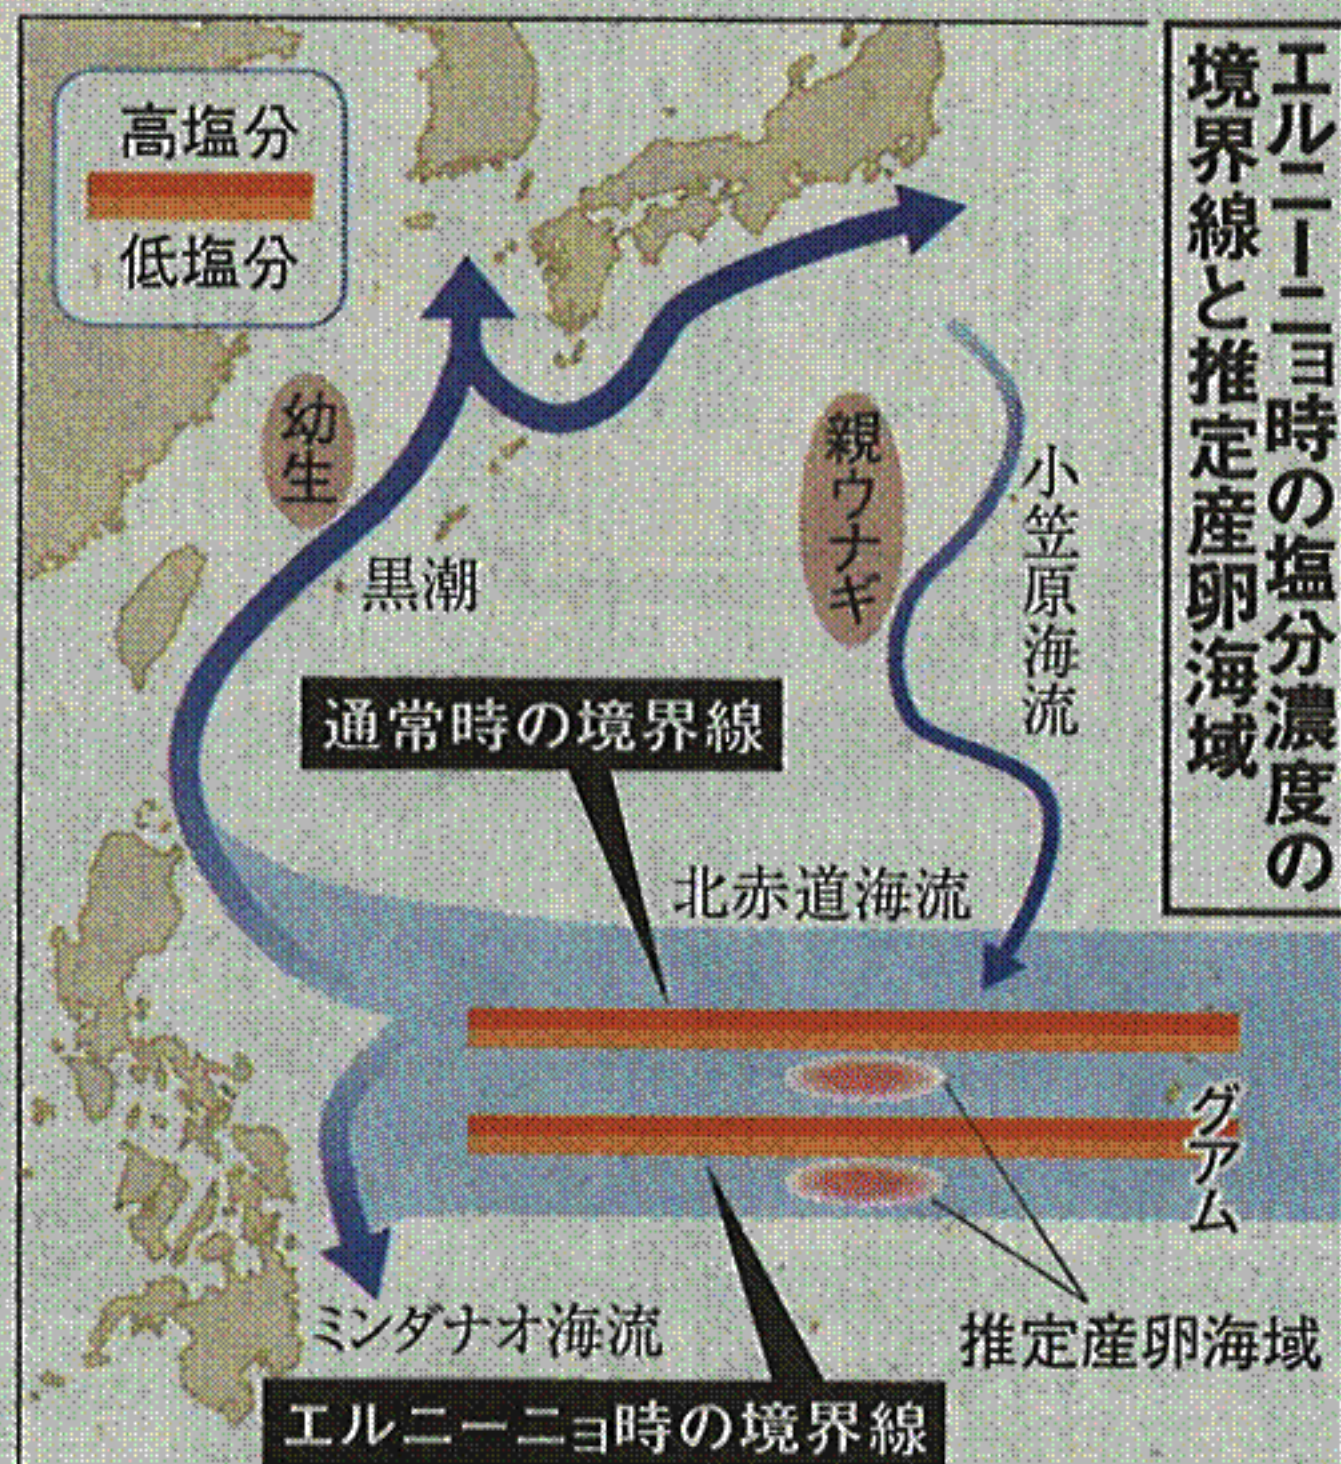 エルニーニョ時の塩分濃度の
境界線と推定産卵海域
高塩分
低塩分
幼生
親ウナギ
小笠原海流
黒潮
通常時の境界線
北赤道海流
グアム
ミンダナオ海流
推定産卵海域
エルニーニョ時の境界線